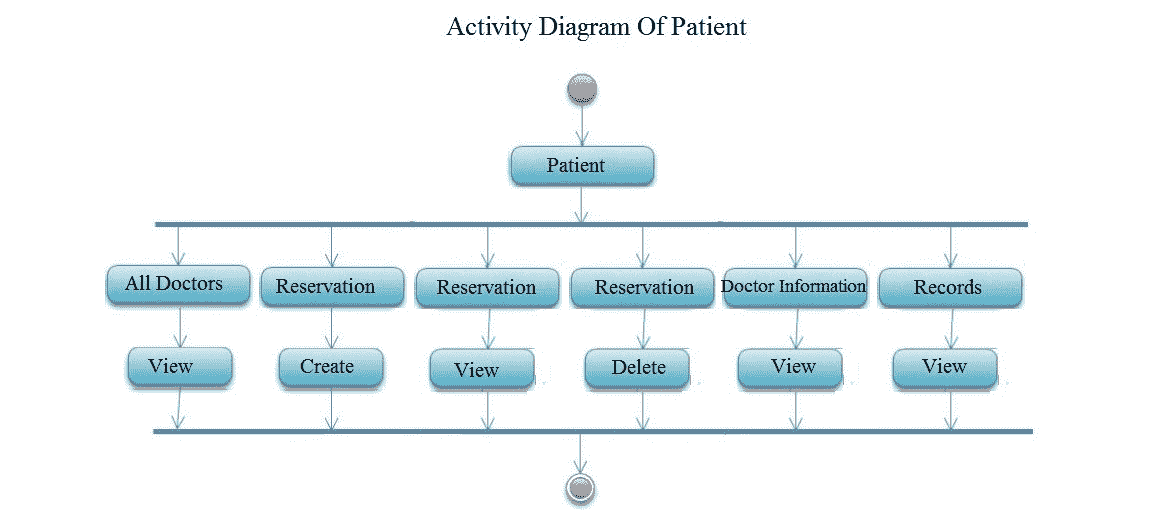 Activity Diagram Of Patient
Patient
All Doctors
Reservation
Reservation
Reservation
Doctor Information
Records
View
Create
View
Delete
View
View